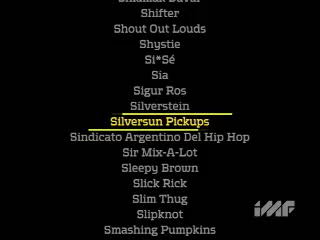 Shifter
Shout Out Louds
Shystie
Si*Sé
Sia
Sigur Ros
Silverstein
Silversun Pickups
Sindicato Argentino Del Hip Hop
Sir Mix-A-Lot
Sleepy Brown
Slick Rick
Slim Thug
Slipknot
Smashing Pumpkins
iMF